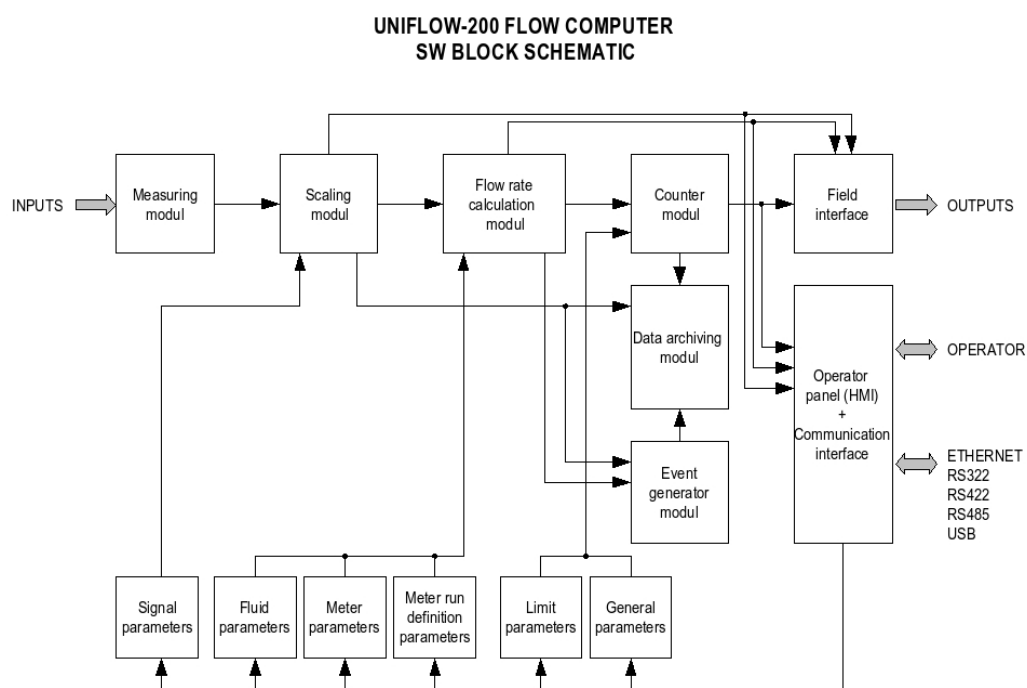 UNIFLOW-200 FLOW COMPUTER
SW BLOCK SCHEMATIC
INPUTS
Measuring
modul
Scaling
modul
Flow rate
calculation
modul
Counter
modul
Field
interface
OUTPUTS
Data archiving
modul
Operator
panel (HMI)
+
Communication
interface
OPERATOR
ETHERNET
RS322
RS422
RS485
USB
Event
generator
modul
Signal
parameters
Fluid
parameters
Meter
parameters
Meter run
definition
parameters
Limit
parameters
General
parameters